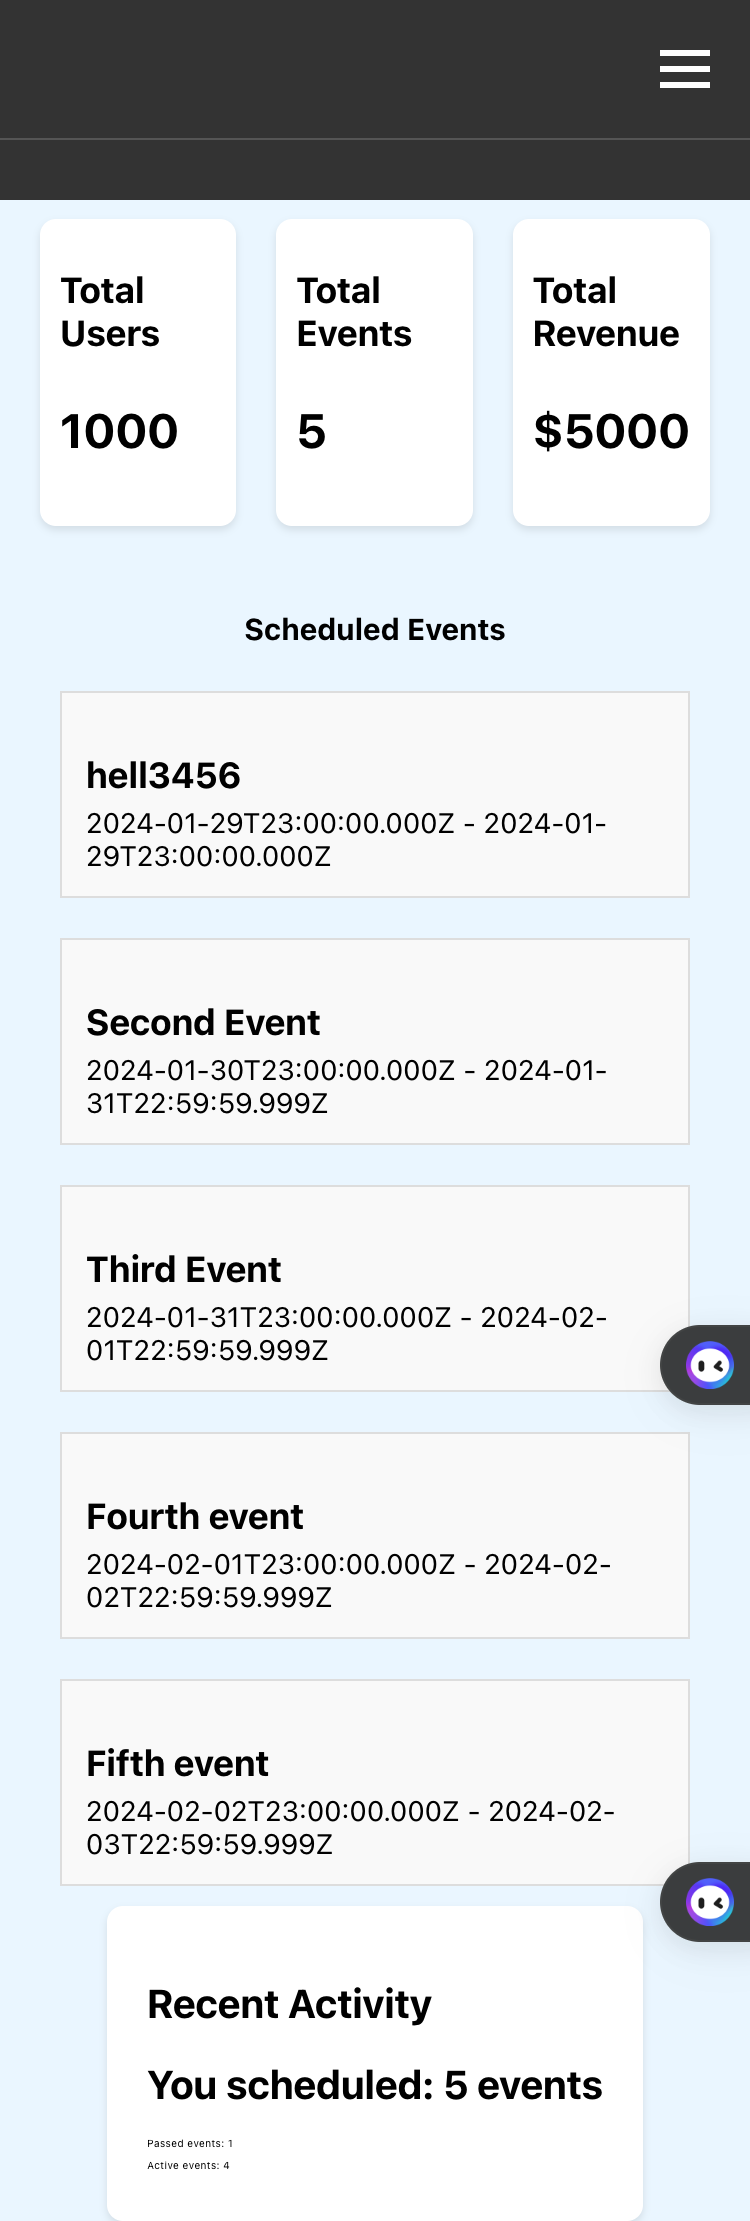 Total
Users
1000
Total
Events
5
Total
Revenue
$5000
Scheduled Events
hell3456
2024-01-29T23:00:00.000Z - 2024-01-
29T23:00:00.000Z
Second Event
2024-01-30T23:00:00.000Z - 2024-01-
31T22:59:59.999Z
Third Event
2024-01-31T23:00:00.000Z - 2024-02-
01T22:59:59.999Z
Fourth event
2024-02-01T23:00:00.000Z - 2024-02-
02T22:59:59.999Z
Fifth event
2024-02-02T23:00:00.000Z - 2024-02-
03T22:59:59.999Z
Recent Activity
You scheduled: 5 events
Passed events: 1
Active events: 4